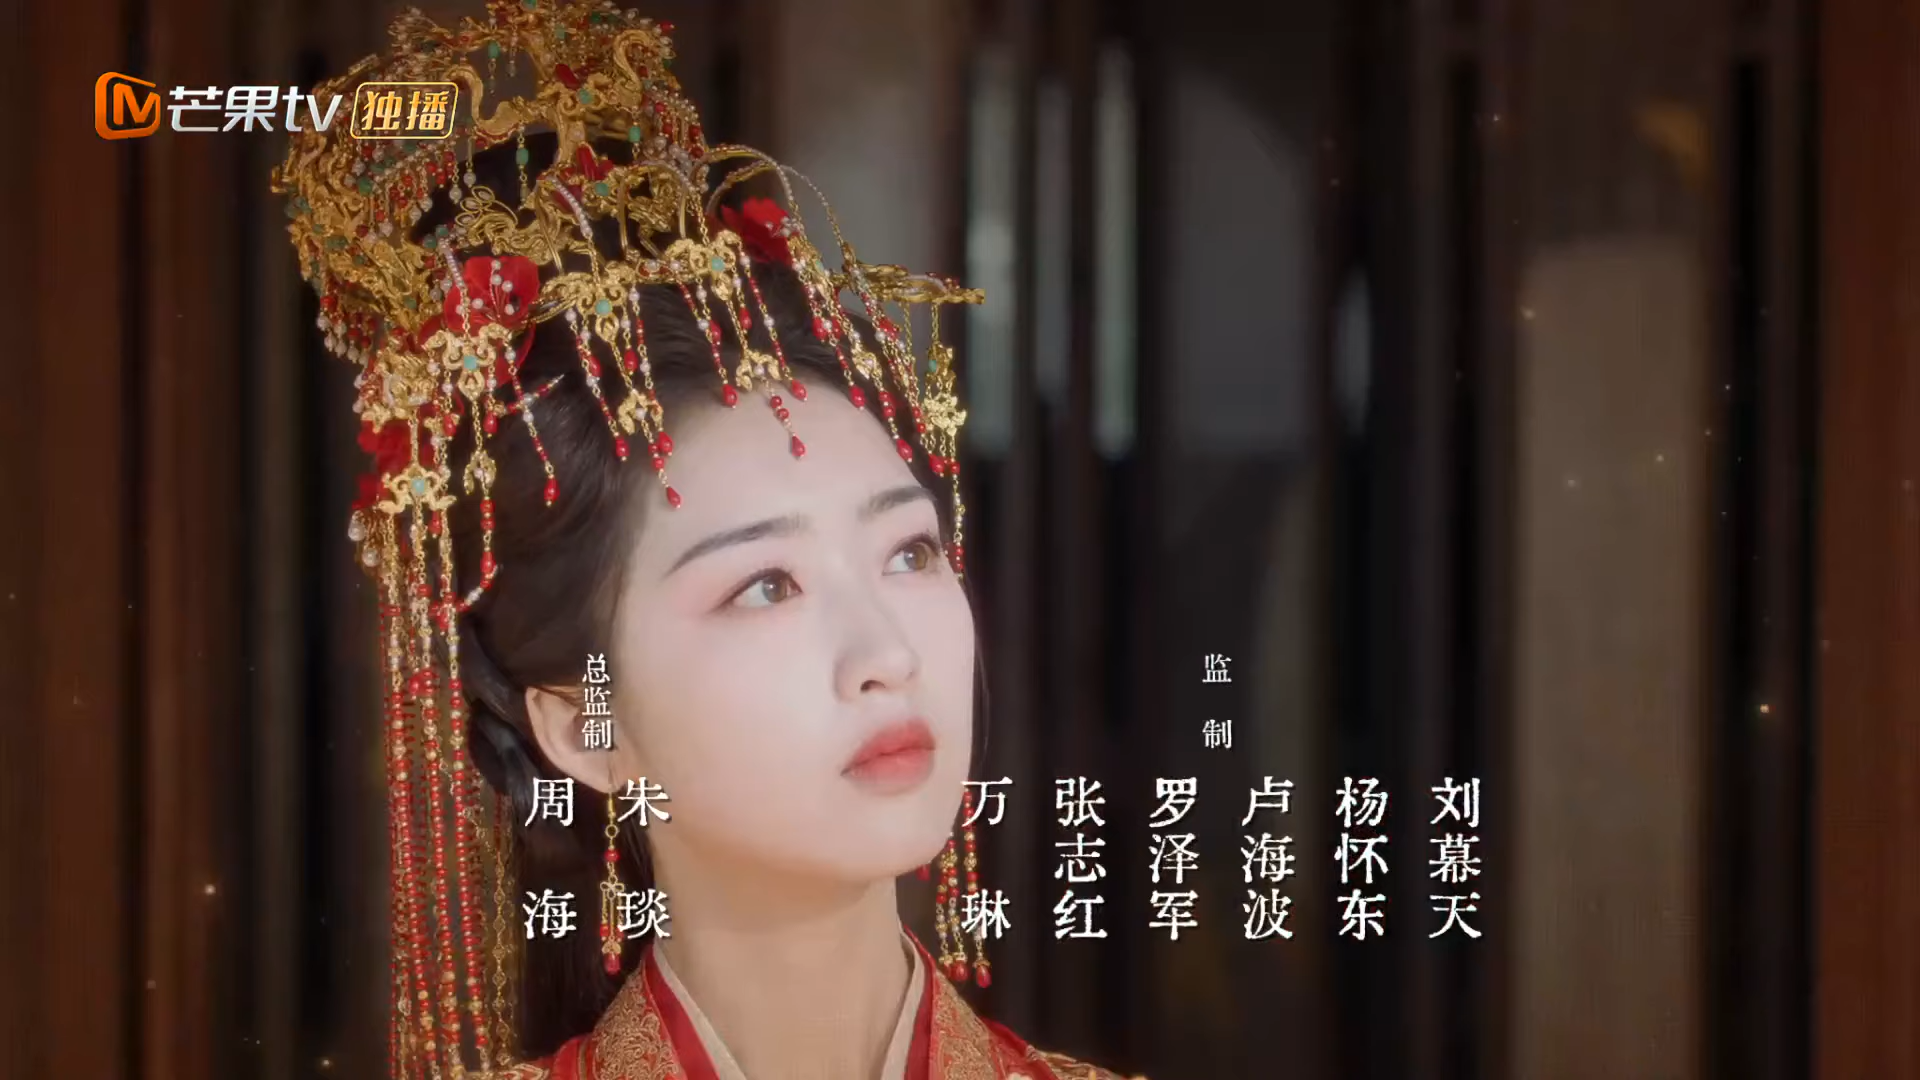 芒果tv 独播
总监制
周海
朱琰
监制
万琳
张志红
罗泽军
卢海波
杨怀东
刘慕天